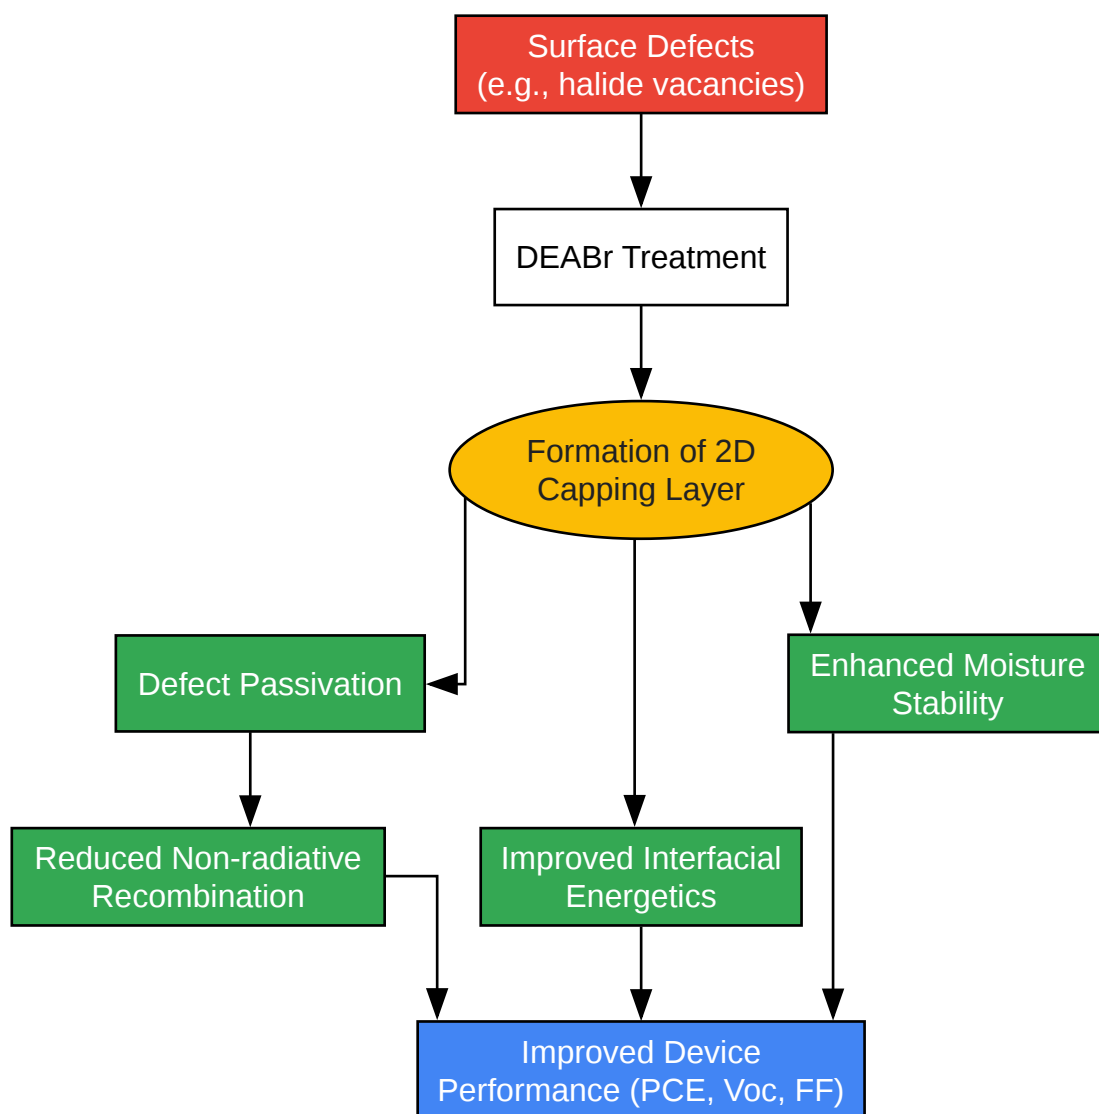 Surface Defects
(e.g., halide vacancies)
DEABr Treatment
Formation of 2D
Capping Layer
Defect Passivation
Enhanced Moisture
Stability
Reduced Non-radiative
Recombination
Improved Interfacial
Energetics
Improved Device
Performance (PCE, Voc, FF)